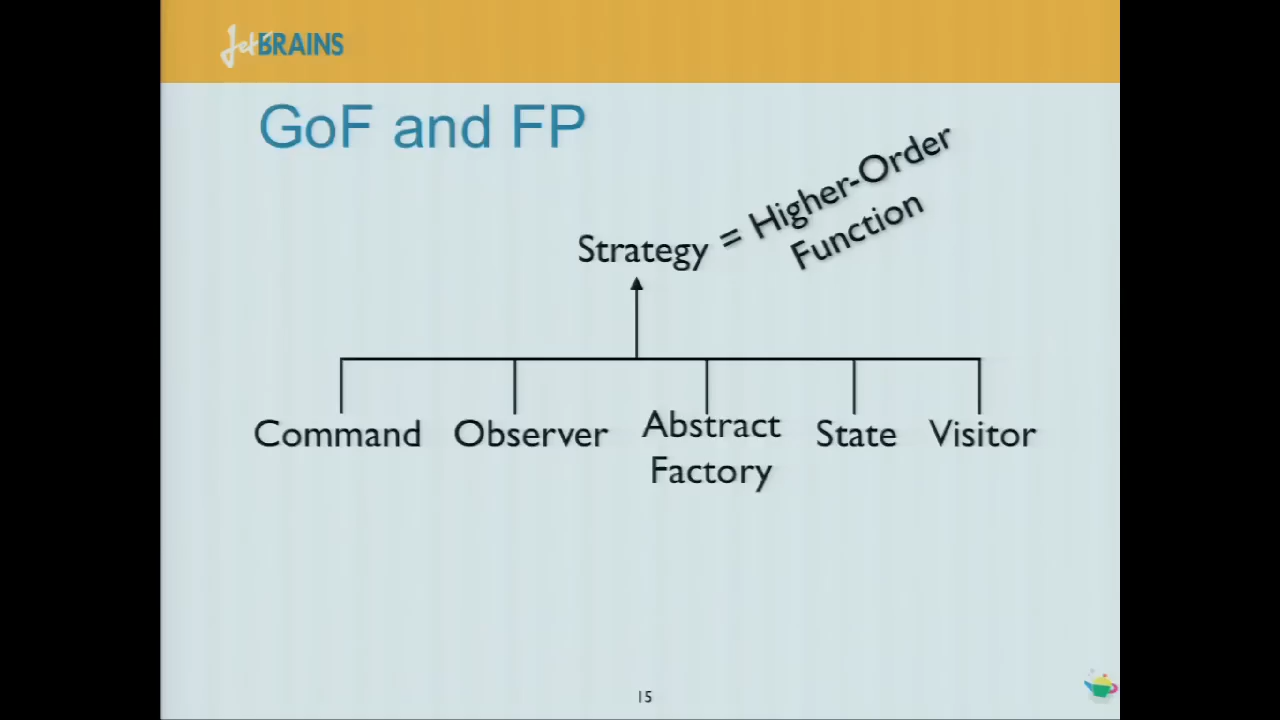 JetBRAINS
GoF and FP
Strategy = Higher-Order
Function
Command Observer Abstract
Factory State Visitor
15